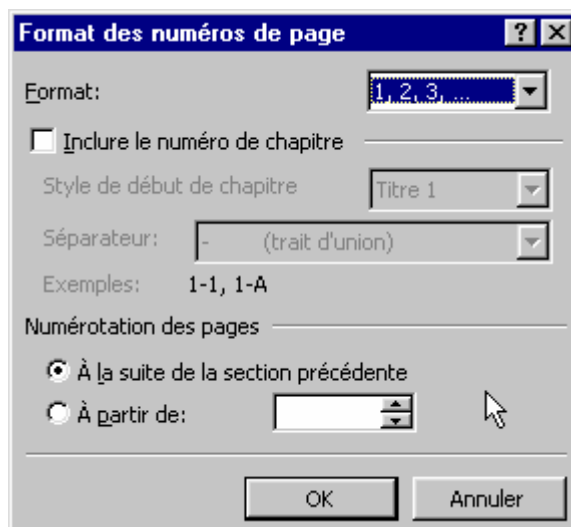 Format des numéros de page
Format: 1, 2, 3, ...
Inclure le numéro de chapitre
Style de début de chapitre Titre 1
Séparateur: - (trait d'union)
Exemples: 1-1, 1-A
Numérotation des pages
À la suite de la section précédente
À partir de:
OK Annuler